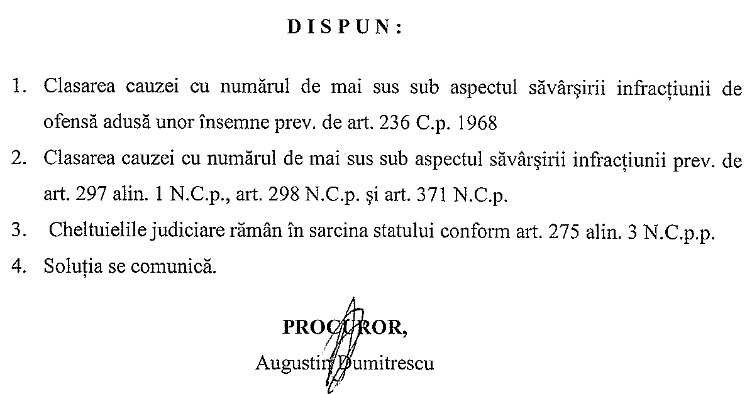 DISPUN:
1. Clasarea cauzei cu numărul de mai sus sub aspectul săvârşirii infracţiunii de
ofensă adusă unor însemne prev. de art. 236 C.p. 1968
2. Clasarea cauzei cu numărul de mai sus sub aspectul săvârşirii infracţiunii prev. de
art. 297 alin. 1 N.C.p., art. 298 N.C.p. şi art. 371 N.C.p.
3. Cheltuielile judiciare rămân în sarcina statului conform art. 275 alin. 3 N.C.p.p.
4. Soluţia se comunică.
PROCUROR,
Augustin Dumitrescu